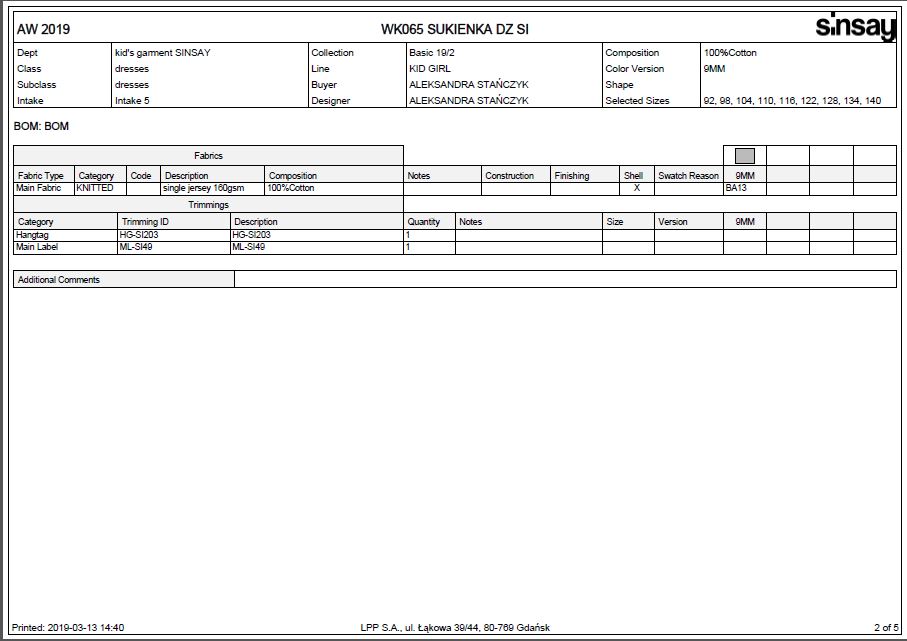 AW 2019 WK065 SUKIENKA DZ SI sinsay
Dept kid's garment SINSAY Collection Basic 19/2 Composition 100%Cotton
Class dresses Line KID GIRL Color Version 9MM
Subclass dresses Buyer ALEKSANDRA STAŃCZYK Shape
Intake Intake 5 Designer ALEKSANDRA STAŃCZYK Selected Sizes 92, 98, 104, 110, 116, 122, 128, 134, 140
BOM: BOM
Fabrics
Fabric Type Category Code Description Composition Notes Construction Finishing Shell Swatch Reason 9MM
Main Fabric KNITTED single jersey 160gsm 100%Cotton X BA13
Trimmings
Category Trimming ID Description Quantity Notes Size Version 9MM
Hangtag HG-SI203 HG-SI203 1
Main Label ML-SI49 ML-SI49 1
Additional Comments
Printed: 2019-03-13 14:40 LPP S.A., ul. Łąkowa 39/44, 80-769 Gdańsk 2 of 5